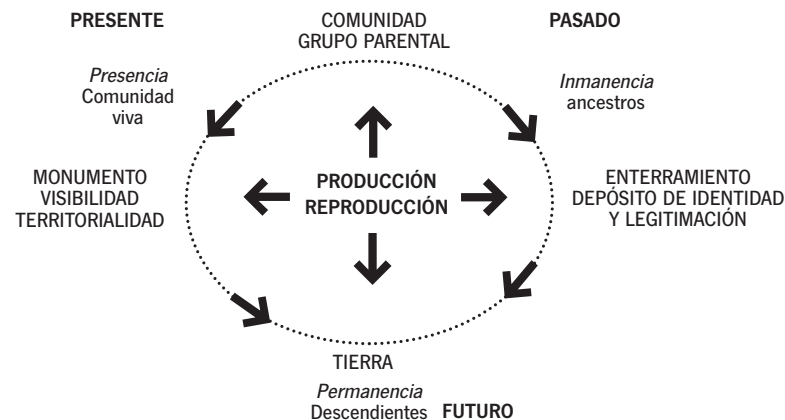 PRESENTE
COMUNIDAD
GRUPO PARENTAL
PASADO
Presencia
Comunidad
viva
Inmanencia
ancestros
MONUMENTO
VISIBILIDAD
TERRITORIALIDAD
PRODUCCIÓN
REPRODUCCIÓN
ENTERRAMIENTO
DEPÓSITO DE IDENTIDAD
Y LEGITIMACIÓN
TIERRA
Permanencia
Descendientes FUTURO